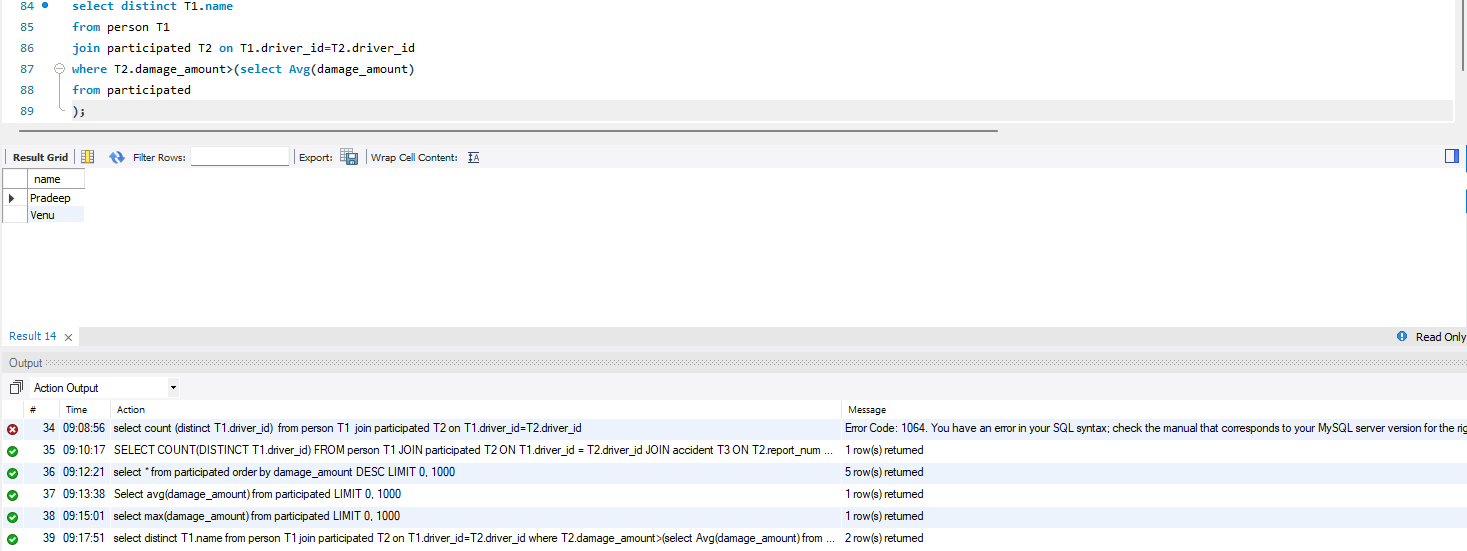 84 select distinct T1.name
85 from person T1
86 join participated T2 on T1.driver_id=T2.driver_id
87 where T2.damage_amount>(select Avg(damage_amount)
88 from participated
89 );
Result Grid Filter Rows: Export: Wrap Cell Content: IA
name
Pradeep
Venu
Result 14 Read Only
Output
Action Output
# Time Action Message
34 09:08:56 select count (distinct T1.driver_id) from person T1 join participated T2 on T1.driver_id=T2.driver_id Error Code: 1064. You have an error in your SQL syntax; check the manual that corresponds to your MySQL server version for the rig
35 09:10:17 SELECT COUNT(DISTINCT T1.driver_id) FROM person T1 JOIN participated T2 ON T1.driver_id = T2.driver_id JOIN accident T3 ON T2.report_num ... 1 row(s) returned
36 09:12:21 select * from participated order by damage_amount DESC LIMIT 0, 1000 5 row(s) returned
37 09:13:38 Select avg(damage_amount) from participated LIMIT 0, 1000 1 row(s) returned
38 09:15:01 select max(damage_amount) from participated LIMIT 0, 1000 1 row(s) returned
39 09:17:51 select distinct T1.name from person T1 join participated T2 on T1.driver_id=T2.driver_id where T2.damage_amount>(select Avg(damage_amount) from ... 2 row(s) returned